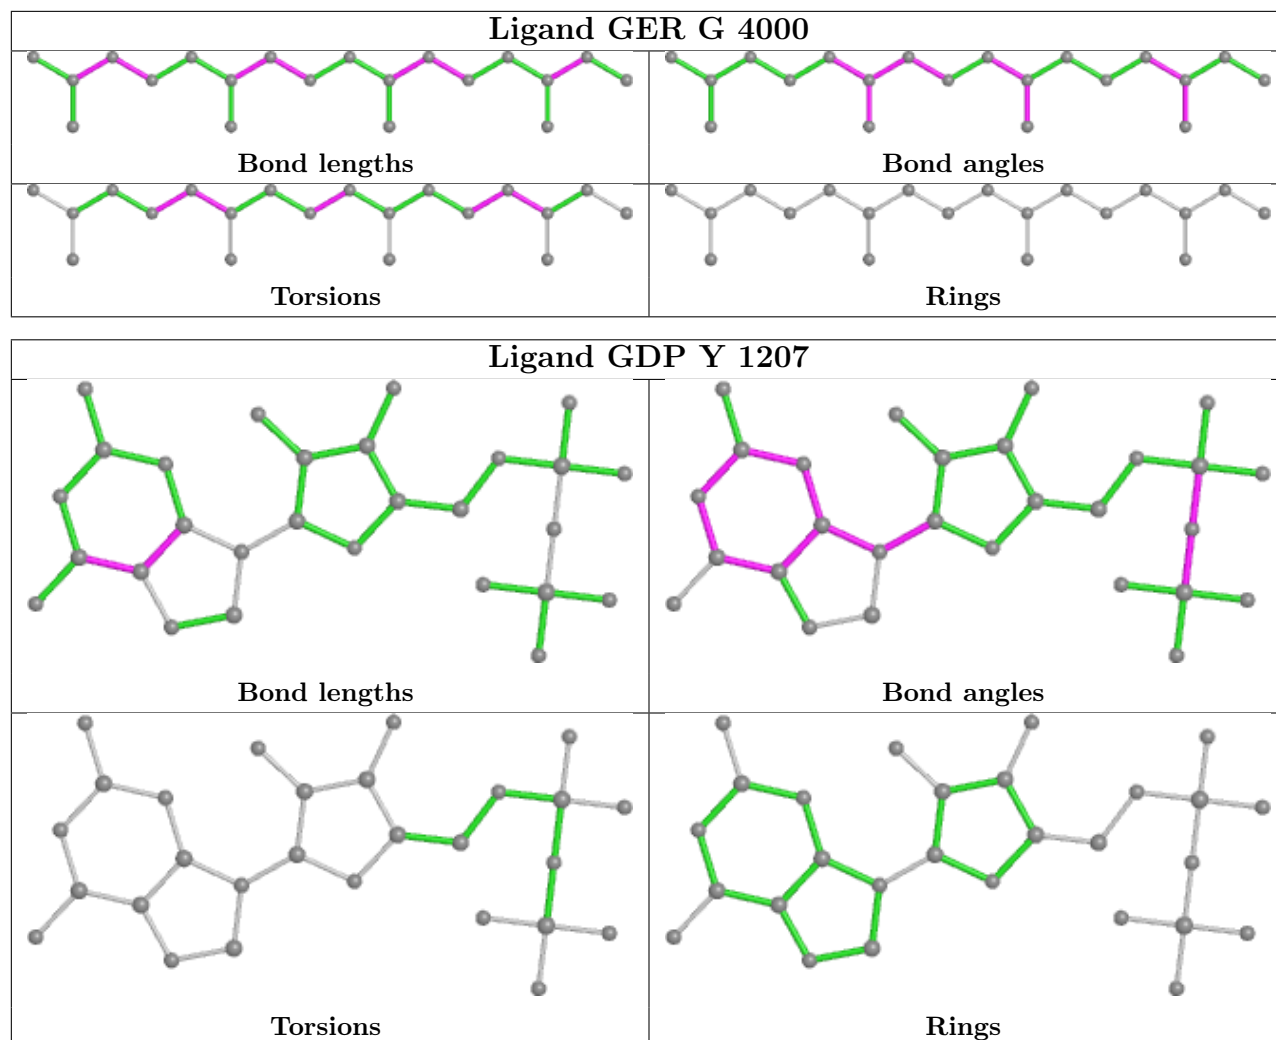 Ligand GER G 4000
Bond lengths
Bond angles
Torsions
Rings
Ligand GDP Y 1207
Bond lengths
Bond angles
Torsions
Rings